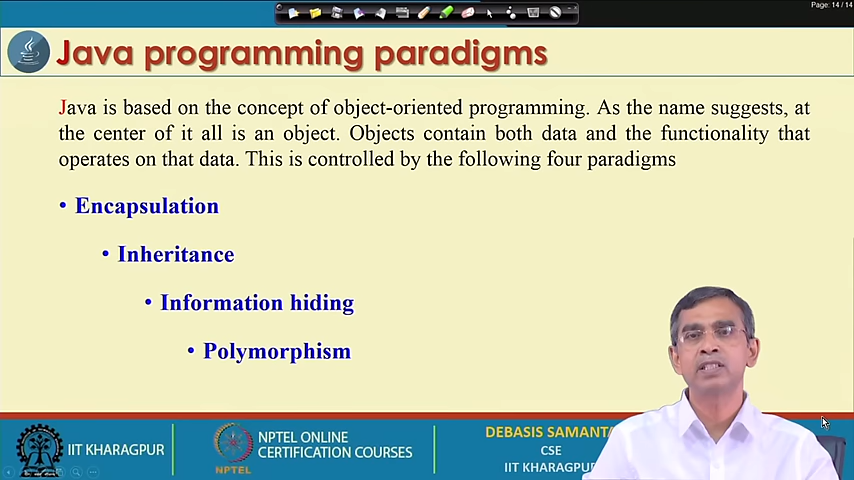 Page: 14 / 14
Java programming paradigms
Java is based on the concept of object-oriented programming. As the name suggests, at
the center of it all is an object. Objects contain both data and the functionality that
operates on that data. This is controlled by the following four paradigms
• Encapsulation
• Inheritance
• Information hiding
• Polymorphism
IIT KHARAGPUR
NPTEL
NPTEL ONLINE
CERTIFICATION COURSES
DEBASIS SAMANTA
CSE
IIT KHARAGPUR